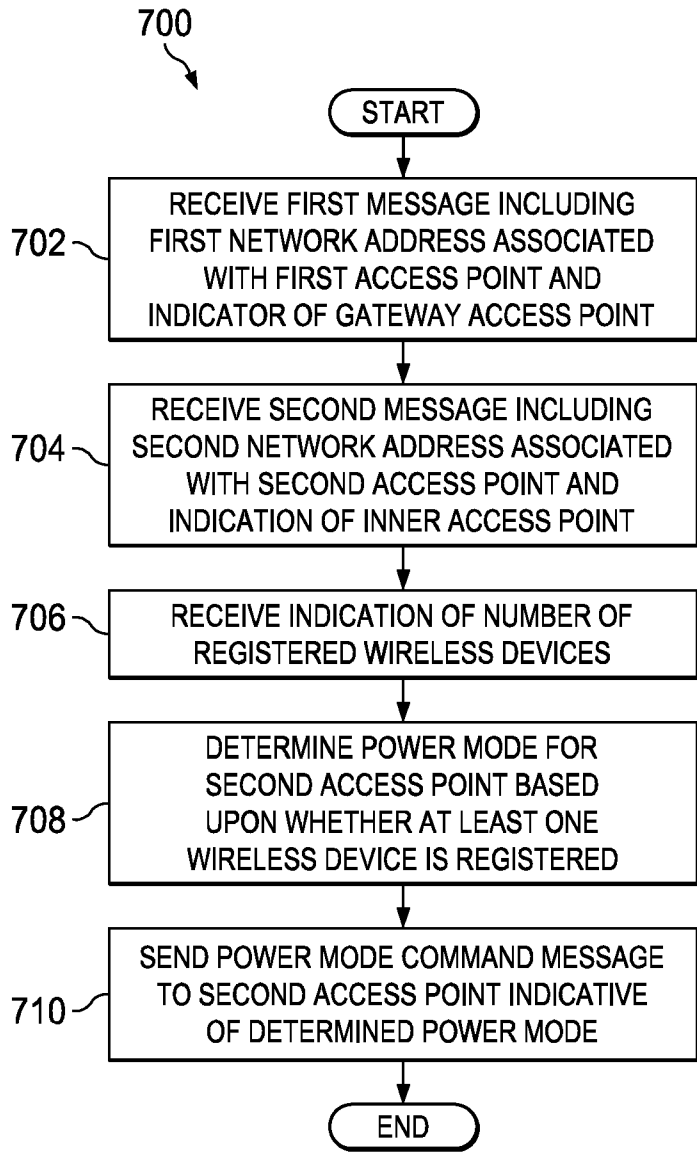 700
START
702
RECEIVE FIRST MESSAGE INCLUDING
FIRST NETWORK ADDRESS ASSOCIATED
WITH FIRST ACCESS POINT AND
INDICATOR OF GATEWAY ACCESS POINT
704
RECEIVE SECOND MESSAGE INCLUDING
SECOND NETWORK ADDRESS ASSOCIATED
WITH SECOND ACCESS POINT AND
INDICATION OF INNER ACCESS POINT
706
RECEIVE INDICATION OF NUMBER OF
REGISTERED WIRELESS DEVICES
708
DETERMINE POWER MODE FOR
SECOND ACCESS POINT BASED
UPON WHETHER AT LEAST ONE
WIRELESS DEVICE IS REGISTERED
710
SEND POWER MODE COMMAND MESSAGE
TO SECOND ACCESS POINT INDICATIVE
OF DETERMINED POWER MODE
END